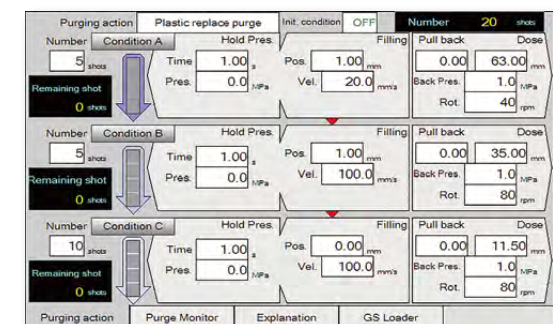 Purging action Plastic replace purge Init. condition OFF Number 20 shots
Number Condition A Hold Pres. Filling Pull back Dose
5 shots Time 1.00 s Pos. 1.00 mm 0.00 63.00 mm
Remaining shot Pres. 0.0 MPa Vel. 20.0 mm/s Back Pres. 1.0 MPa
0 shots Rot. 40 rpm
Number Condition B Hold Pres. Filling Pull back Dose
5 shots Time 1.00 s Pos. 1.00 mm 0.00 35.00 mm
Remaining shot Pres. 0.0 MPa Vel. 100.0 mm/s Back Pres. 1.0 MPa
0 shots Rot. 80 rpm
Number Condition C Hold Pres. Filling Pull back Dose
10 shots Time 1.00 s Pos. 0.00 mm 0.00 11.50 mm
Remaining shot Pres. 0.0 MPa Vel. 100.0 mm/s Back Pres. 1.0 MPa
0 shots Rot. 80 rpm
Purging action Purge Monitor Explanation GS Loader